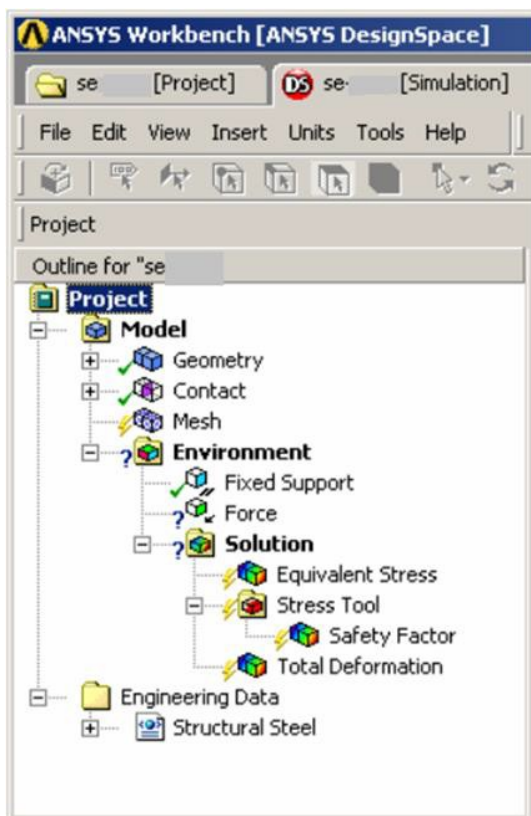 ANSYS Workbench [ANSYS DesignSpace]
se [Project] DS se- [Simulation]
File Edit View Insert Units Tools Help
Project
Outline for "se
Project
Model
Geometry
Contact
Mesh
Environment
Fixed Support
Force
Solution
Equivalent Stress
Stress Tool
Safety Factor
Total Deformation
Engineering Data
Structural Steel